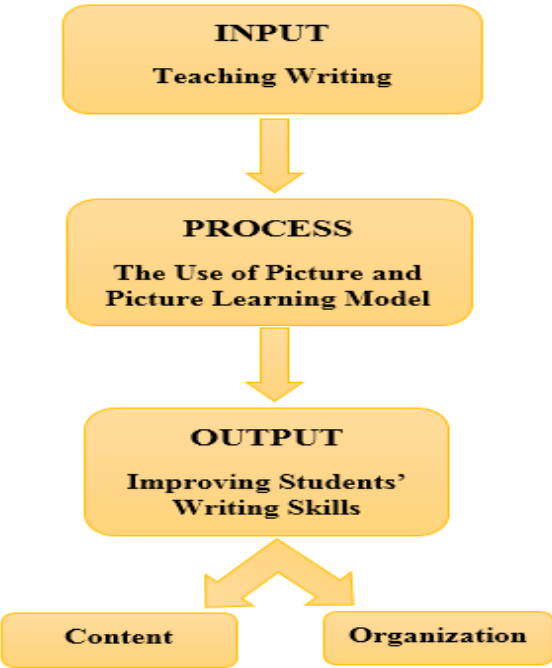 INPUT
Teaching Writing
PROCESS
The Use of Picture and
Picture Learning Model
OUTPUT
Improving Students’
Writing Skills
Content
Organization